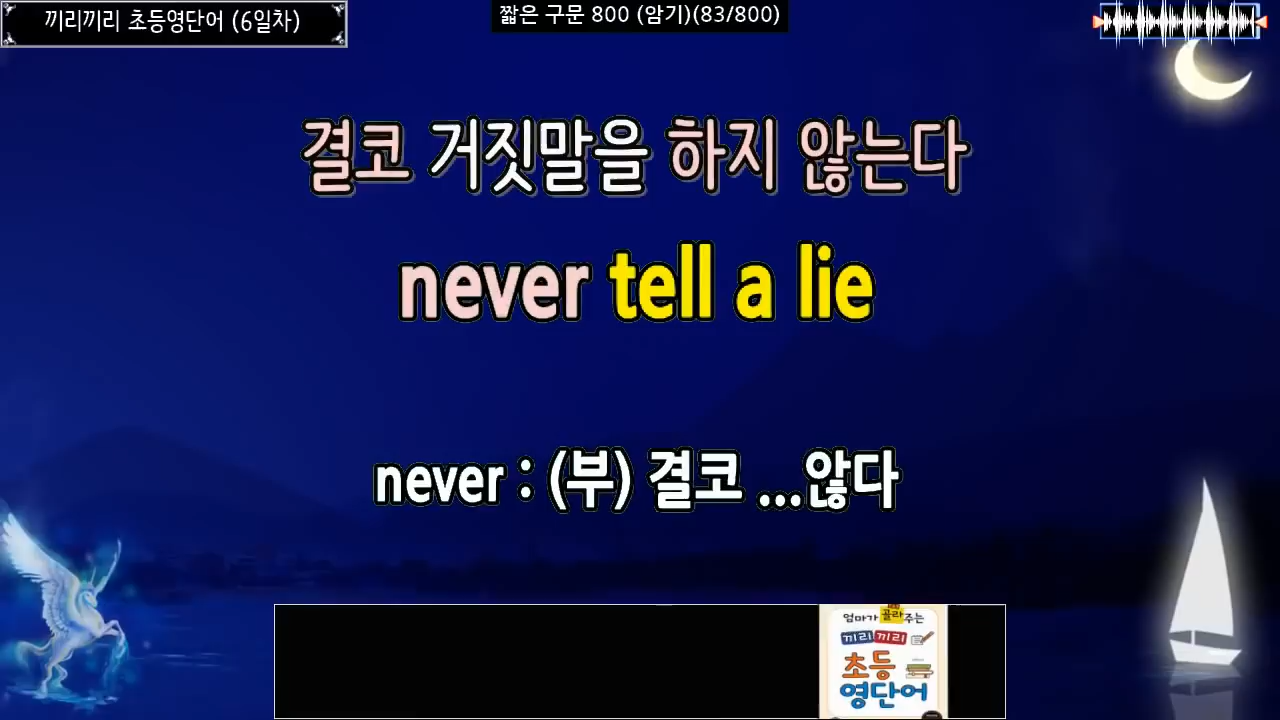 끼리끼리 초등영단어 (6일차)
짧은 구문 800 (암기)(83/800)
결코 거짓말을 하지 않는다
never tell a lie
never : (부) 결코 ...않다
엄마가 골라주는
끼리끼리
초등
영단어